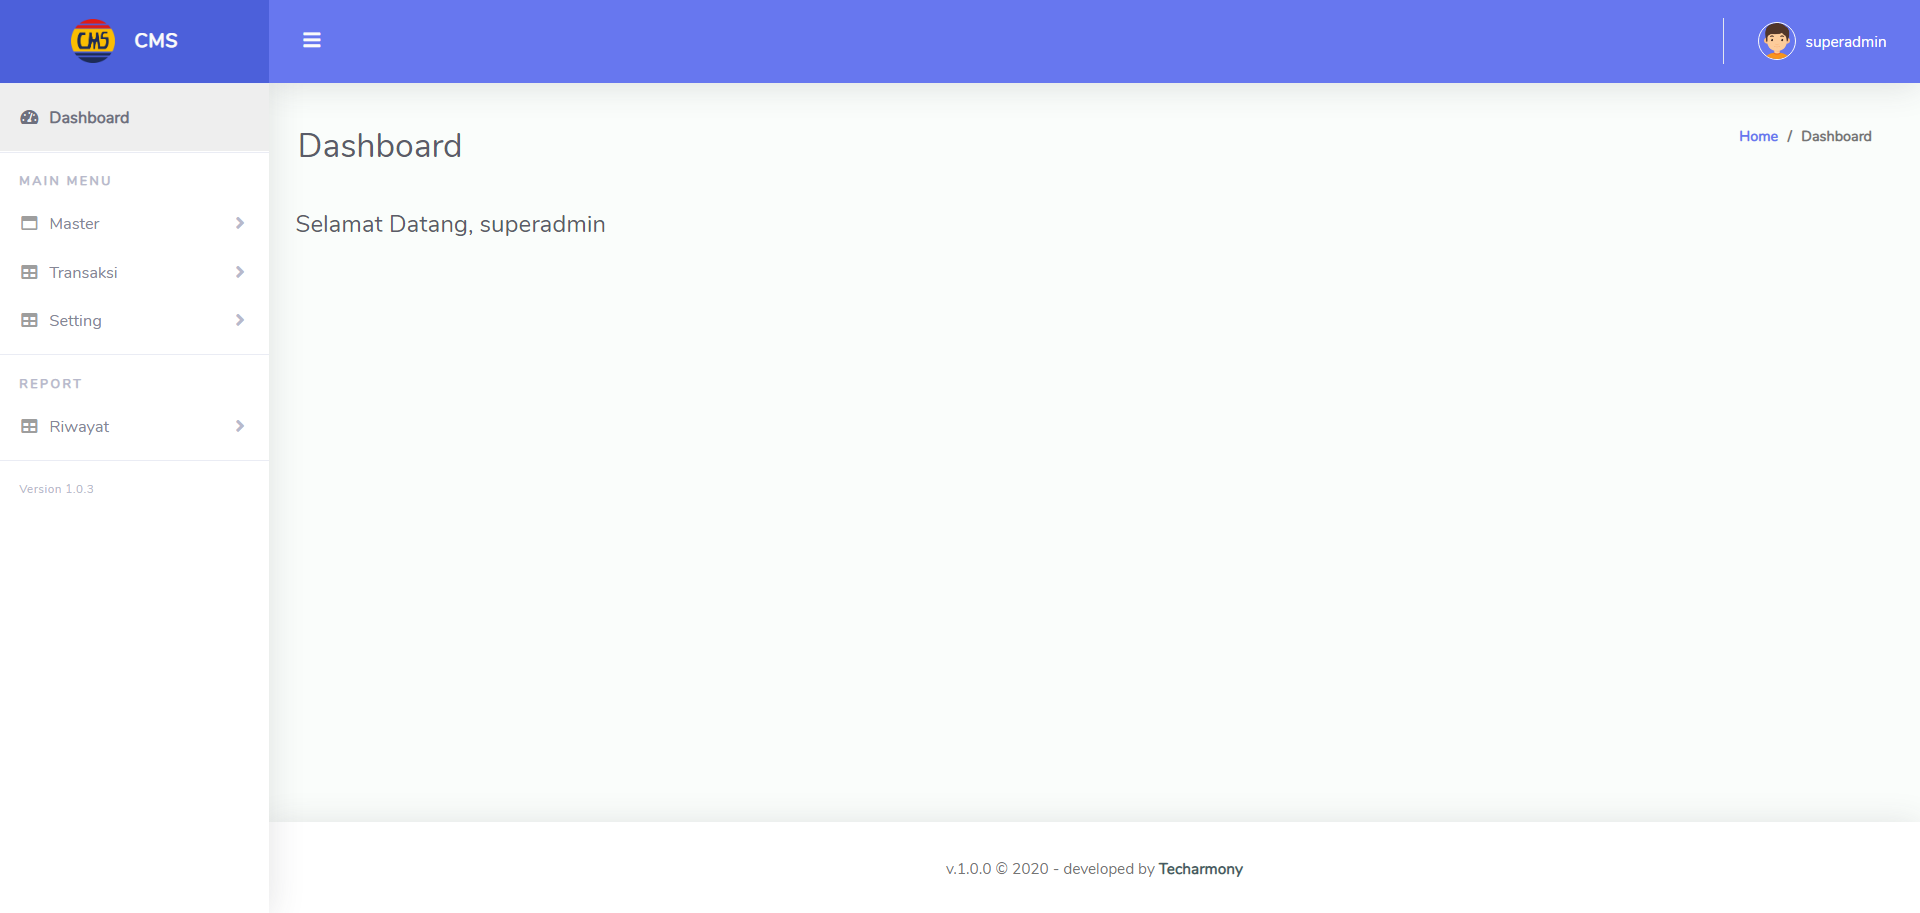 CMS CMS
superadmin
Dashboard
MAIN MENU
Master
Transaksi
Setting
REPORT
Riwayat
Version 1.0.3
Dashboard
Home / Dashboard
Selamat Datang, superadmin
v.1.0.0 © 2020 - developed by Techarmony